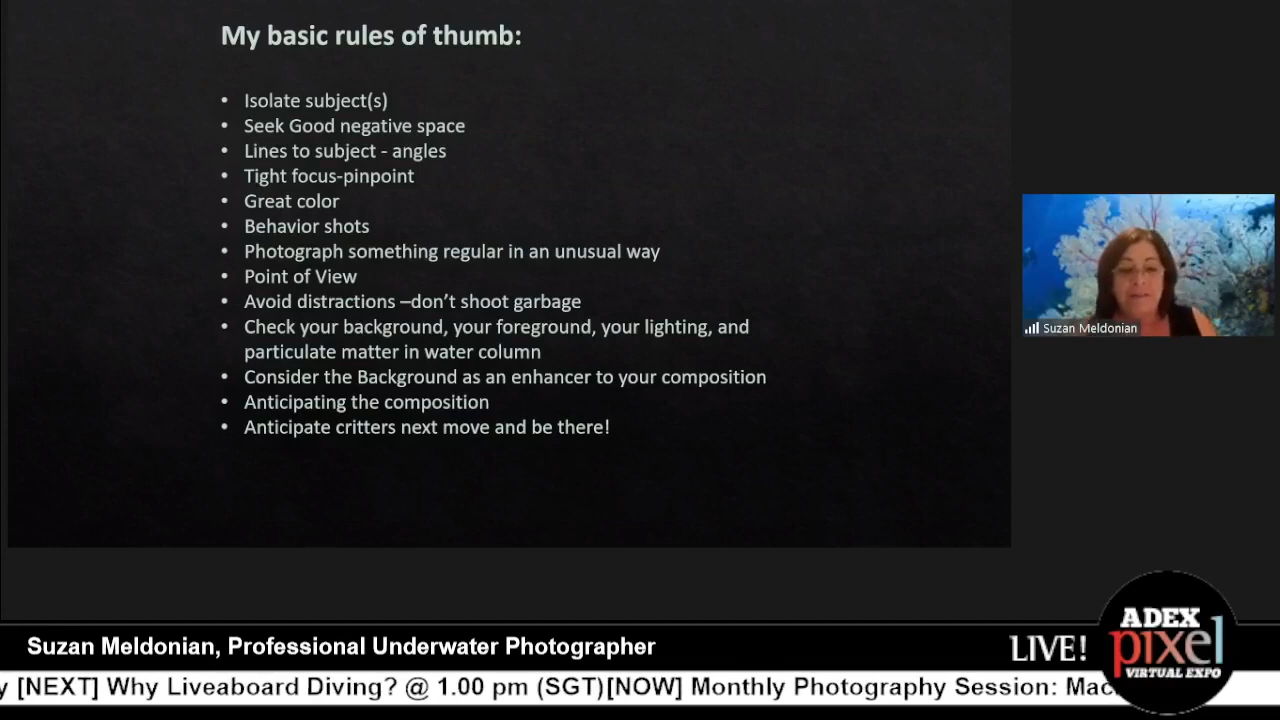 My basic rules of thumb:
• Isolate subject(s)
• Seek Good negative space
• Lines to subject - angles
• Tight focus-pinpoint
• Great color
• Behavior shots
• Photograph something regular in an unusual way
• Point of View
• Avoid distractions –don't shoot garbage
• Check your background, your foreground, your lighting, and
particulate matter in water column
• Consider the Background as an enhancer to your composition
• Anticipating the composition
• Anticipate critters next move and be there!
Suzan Meldonian
Suzan Meldonian, Professional Underwater Photographer
LIVE!
ADEX
pixel
VIRTUAL EXPO
y [NEXT] Why Liveaboard Diving? @ 1.00 pm (SGT)[NOW] Monthly Photography Session: Mac